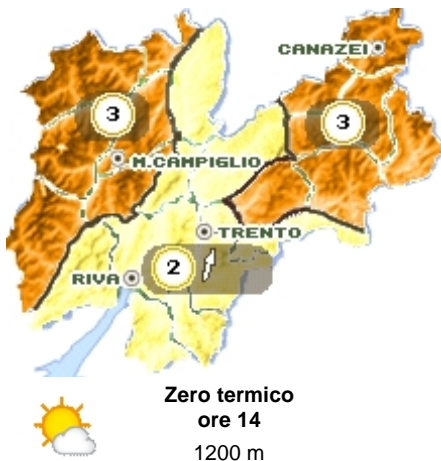 CANAZEI
3
3
M.CAMPIGLIO
TRENTO
2
RIVA
Zero termico
ore 14
1200 m